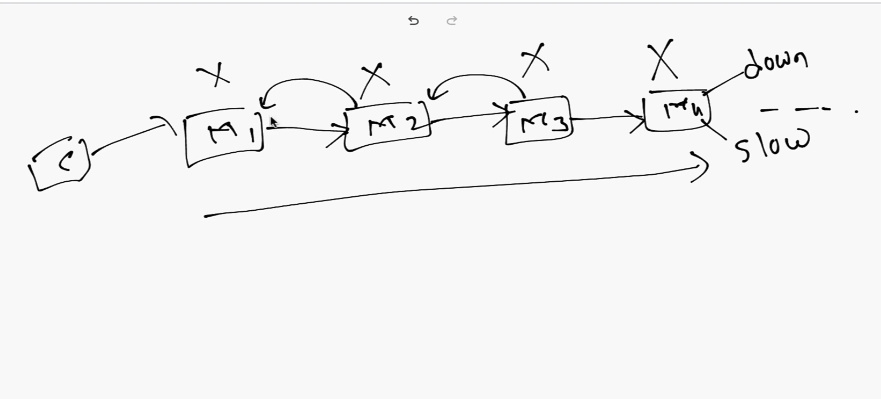 X X X X down
C M1 M2 M3 M4
slow